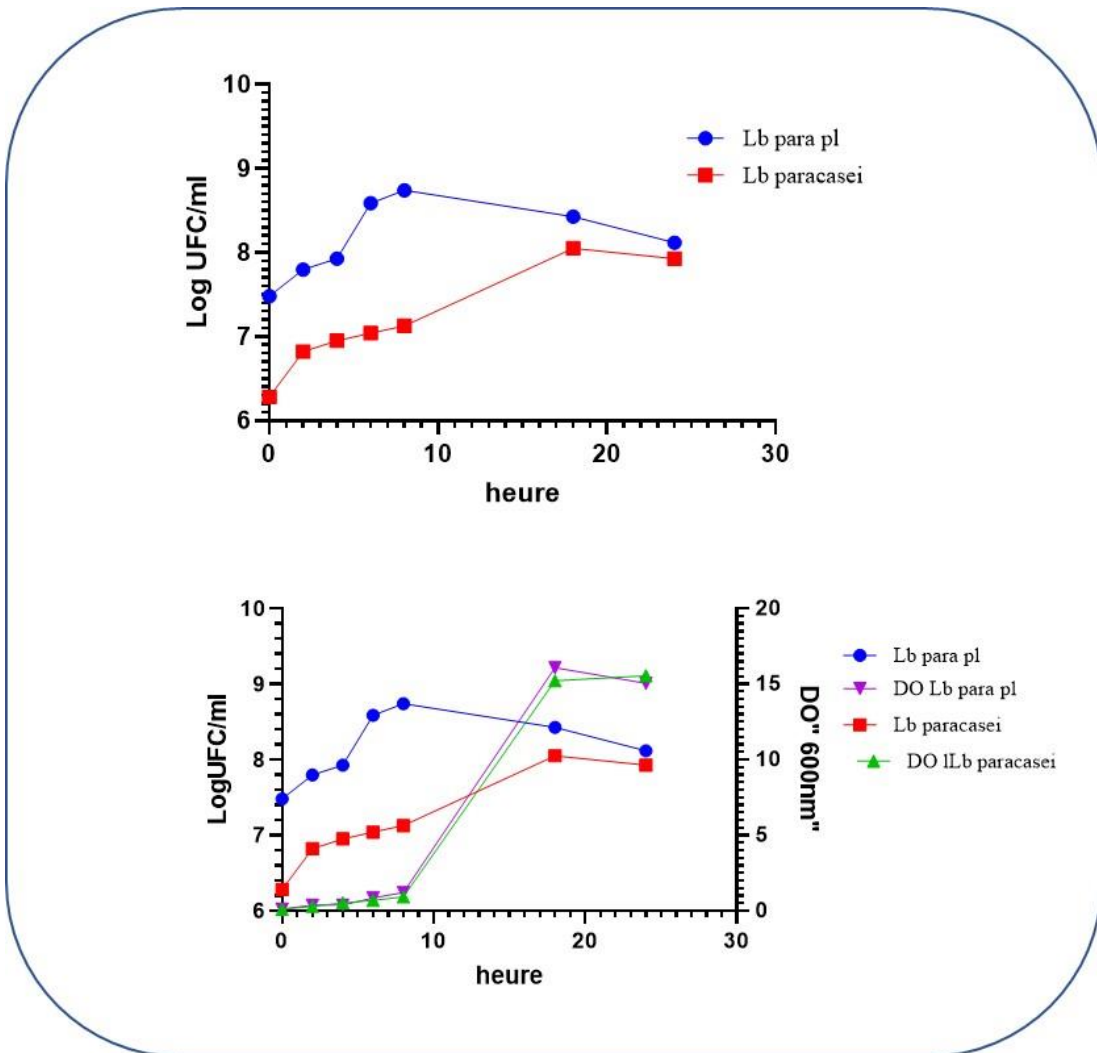 10
9
8
7
6
Log UFC/ml
0
10
20
30
heure
Lb para pl
Lb paracasei
10
9
8
7
6
LogUFC/ml
0
10
20
30
heure
20
15
10
5
0
DO" 600nm"
Lb para pl
DO Lb para pl
Lb paracasei
DO lLb paracasei